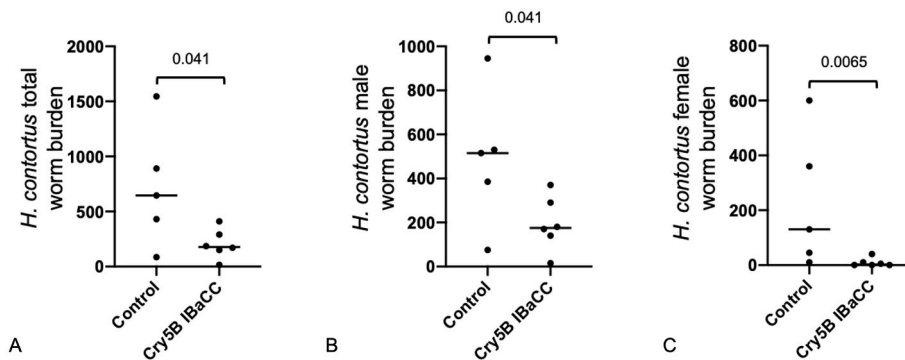 0.041
2000
1500
1000
500
0
H. contortus total
worm burden
Control
Cry5B IBaCC
A
0.041
1000
800
600
400
200
0
H. contortus male
worm burden
Control
Cry5B IBaCC
B
0.0065
800
600
400
200
0
H. contortus female
worm burden
Control
Cry5B IBaCC
C